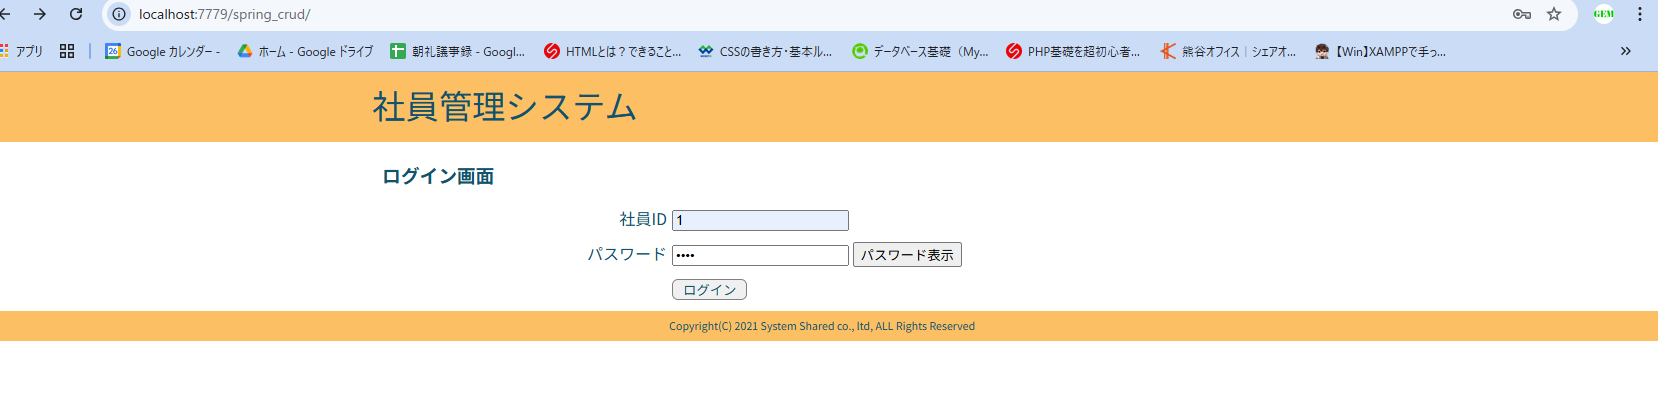 localhost:7779/spring_crud/
GEM
アプリ Google カレンダー - ホーム - Google ドライブ 朝礼議事録 - Googl... HTMLとは？できること... CSSの書き方・基本ル... データベース基礎（My... PHP基礎を超初心者... 熊谷オフィス｜シェアオ... 【Win】XAMPPで手っ...
社員管理システム
ログイン画面
社員ID 1
パスワード •••• パスワード表示
ログイン
Copyright(C) 2021 System Shared co., ltd, ALL Rights Reserved